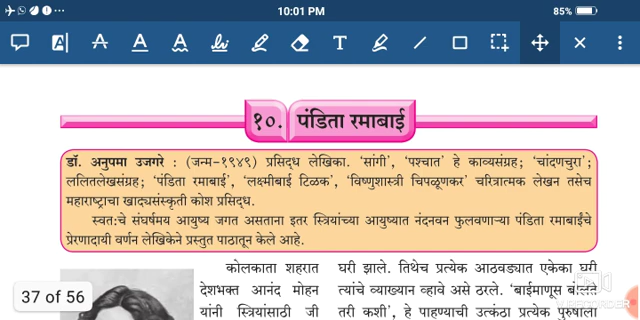 10:01 PM
85%
१०. पंडिता रमाबाई
डॉ. अनुपमा उजगरे : (जन्म-१९४९) प्रसिद्ध लेखिका. 'सांगी', 'पश्चात' हे काव्यसंग्रह; 'चांदणचुरा';
ललितलेखसंग्रह; 'पंडिता रमाबाई', 'लक्ष्मीबाई टिळक', 'विष्णुशास्त्री चिपळूणकर' चरित्रात्मक लेखन तसेच
महाराष्ट्राचा खाद्यसंस्कृती कोश प्रसिद्ध.
स्वत:चे संघर्षमय आयुष्य जगत असताना इतर स्त्रियांच्या आयुष्यात नंदनवन फुलवणाऱ्या पंडिता रमाबाईंचे
प्रेरणादायी वर्णन लेखिकेने प्रस्तुत पाठातून केले आहे.
कोलकाता शहरात
देशभक्त आनंद मोहन
यांनी स्त्रियांसाठी जी
घरी झाले. तिथेच प्रत्येक आठवड्यात एकेका घरी
त्यांचे व्याख्यान व्हावे असे ठरले. 'बाईमाणूस बोलते
तरी कशी', हे पाहण्याची उत्कंठा प्रत्येक पुरुषाला
37 of 56
RECORDER